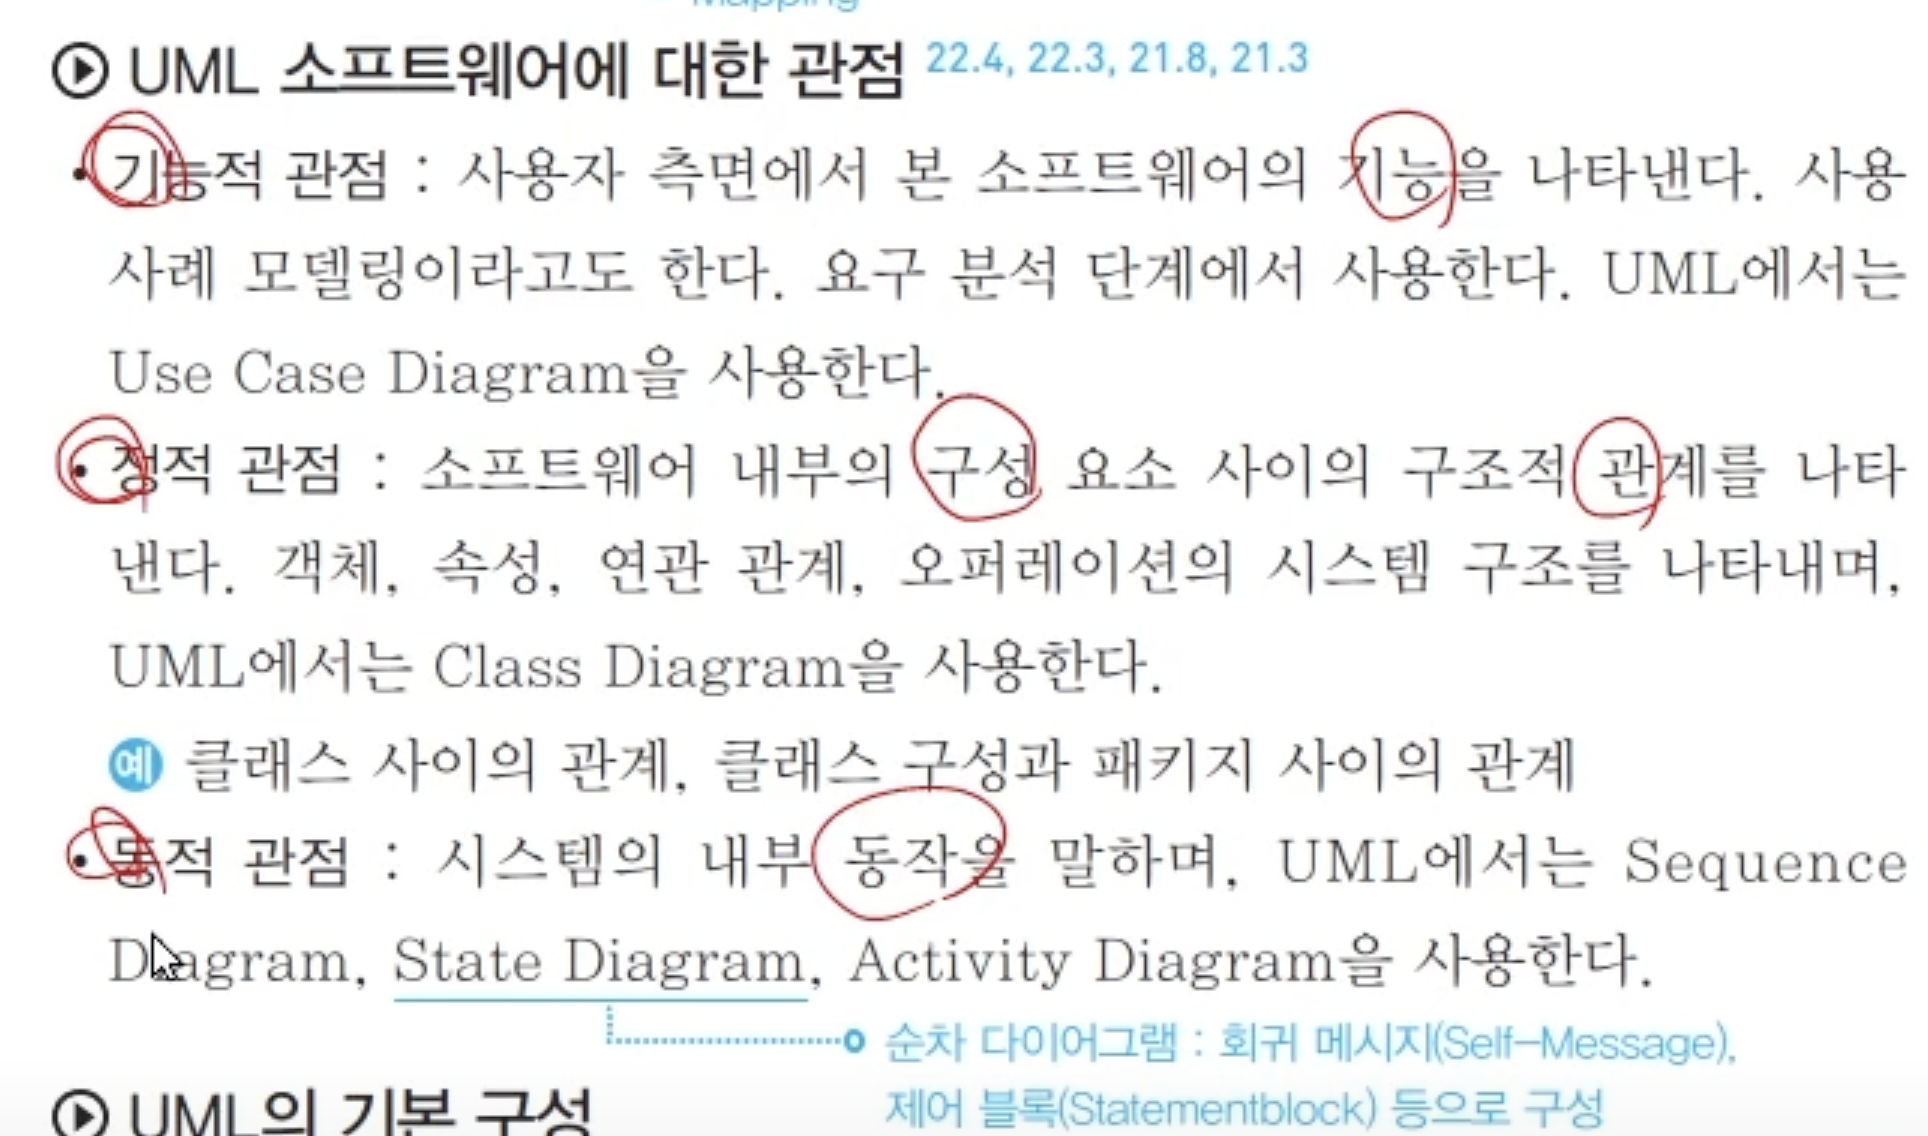 Mapping
UML 소프트웨어에 대한 관점 22.4, 22.3, 21.8, 21.3
• 기능적 관점 : 사용자 측면에서 본 소프트웨어의 기능을 나타낸다. 사용
사례 모델링이라고도 한다. 요구 분석 단계에서 사용한다. UML에서는
Use Case Diagram을 사용한다.
• 정적 관점 : 소프트웨어 내부의 구성 요소 사이의 구조적 관계를 나타
낸다. 객체, 속성, 연관 관계, 오퍼레이션의 시스템 구조를 나타내며,
UML에서는 Class Diagram을 사용한다.
예 클래스 사이의 관계, 클래스 구성과 패키지 사이의 관계
• 동적 관점 : 시스템의 내부 동작을 말하며, UML에서는 Sequence
Diagram, State Diagram, Activity Diagram을 사용한다.
순차 다이어그램 : 회귀 메시지(Self-Message),
제어 블록(Statementblock) 등으로 구성
UML의 기본 구성